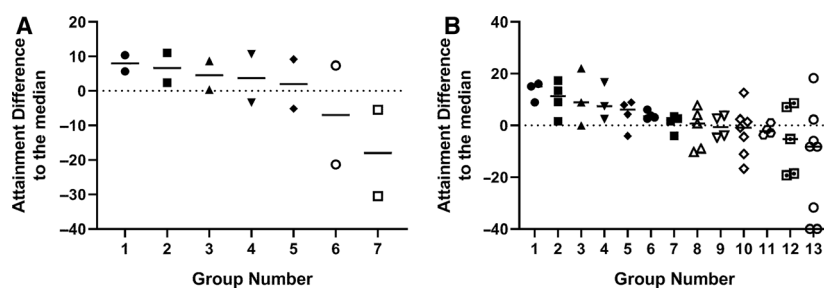 A
Attainment Difference
to the median
20
10
0
−10
−20
−30
−40
1 2 3 4 5 6 7
Group Number
B
Attainment Difference
to the median
40
20
0
−20
−40
1 2 3 4 5 6 7 8 9 10 11 12 13
Group Number